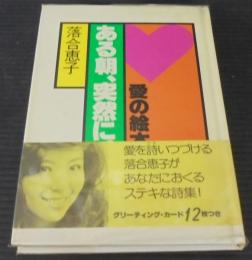 落合恵子
ある朝、突然に
愛の絵本
愛を詩いつづける
落合恵子が
あなたにおくる
ステキな詩集!
グリーティング・カード12枚つき